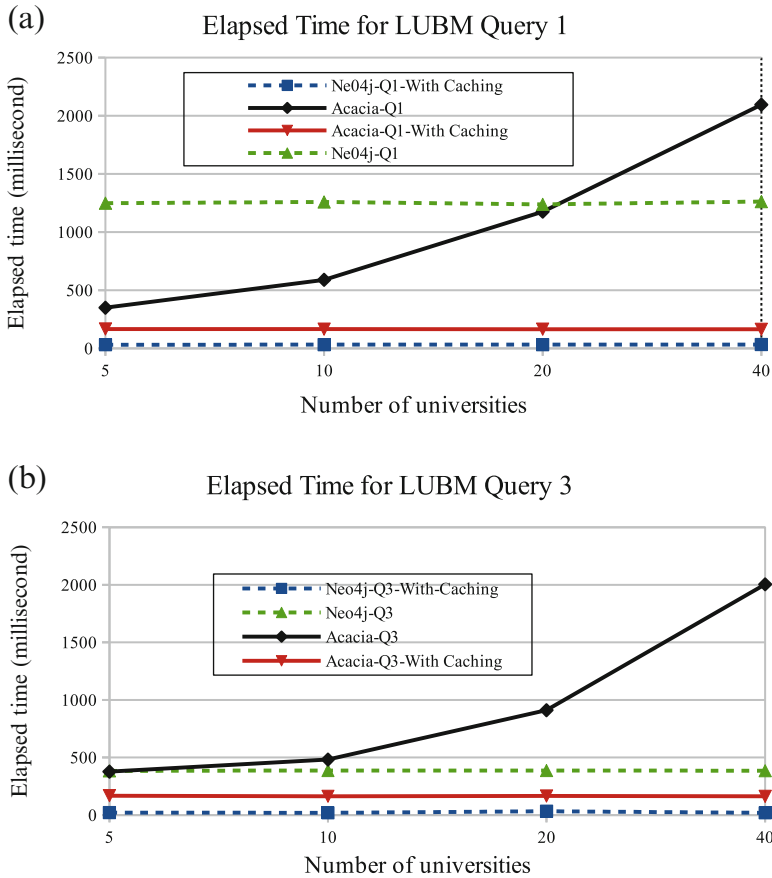 (a)
Elapsed Time for LUBM Query 1
Elapsed time (millisecond)
2500
2000
1500
1000
500
0
Ne04j-Q1-With Caching
Acacia-Q1
Acacia-Q1-With Caching
Ne04j-Q1
5
10
20
40
Number of universities
(b)
Elapsed Time for LUBM Query 3
Elapsed time (millisecond)
2500
2000
1500
1000
500
0
Neo4j-Q3-With-Caching
Neo4j-Q3
Acacia-Q3
Acacia-Q3-With Caching
5
10
20
40
Number of universities